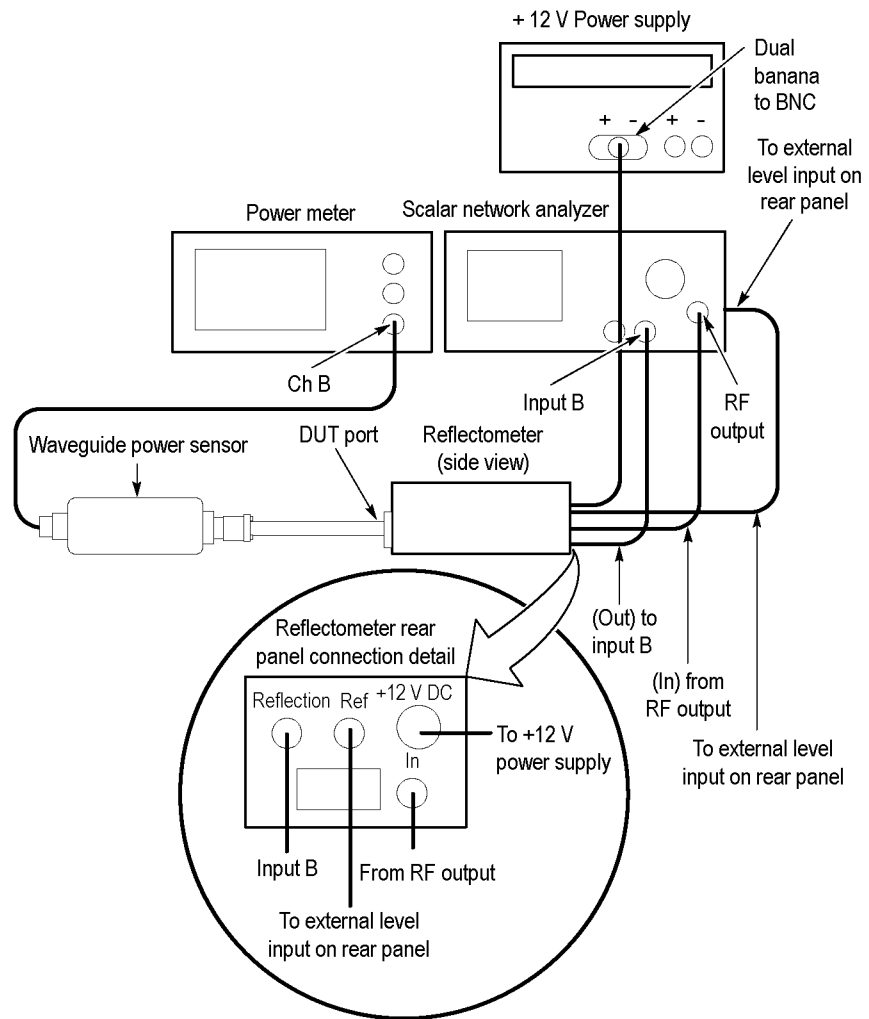 + 12 V Power supply
Dual
banana
to BNC
+ - + -
To external
level input on
rear panel
Power meter
Scalar network analyzer
Ch B
Input B
RF
output
Waveguide power sensor
DUT port
Reflectometer
(side view)
(Out) to
input B
(In) from
RF output
To external level
input on rear panel
Reflectometer rear
panel connection detail
Reflection Ref +12 V DC
In
To +12 V
power supply
Input B
From RF output
To external level
input on rear panel